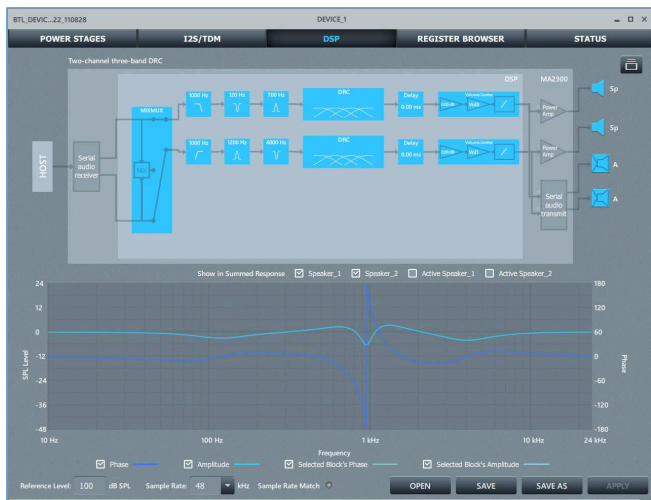 BTL_DEVIC...22_110828
DEVICE_1
POWER STAGES
I2S/TDM
DSP
REGISTER BROWSER
STATUS
Two-channel three-band DRC
DSP
MA2300
HOST
Serial
audio
receiver
MIXMUX
MIX
1000 Hz
120 Hz
700 Hz
DRC
Delay
0.00 ms
Volume Control
Power
Amp
Sp
1000 Hz
1200 Hz
4000 Hz
DRC
Delay
0.00 ms
Volume Control
Power
Amp
Sp
Serial
audio
transmit
A
A
Show in Summed Response
Speaker_1
Speaker_2
Active Speaker_1
Active Speaker_2
24
12
0
-12
-24
-36
-48
SPL Level
180
120
60
0
-60
-120
-180
Phase
10 Hz
100 Hz
1 kHz
10 kHz
24 kHz
Frequency
Phase
Amplitude
Selected Block's Phase
Selected Block's Amplitude
Reference Level: 100 dB SPL
Sample Rate: 48 kHz
Sample Rate Match
OPEN
SAVE
SAVE AS
APPLY